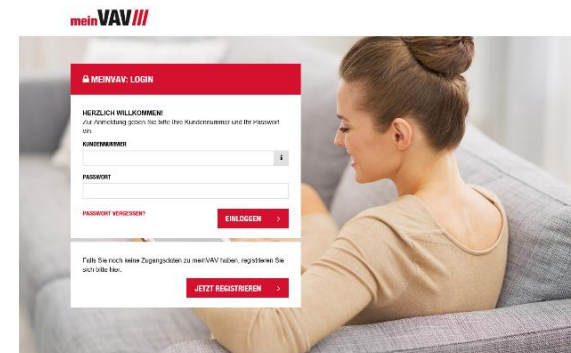 meinVAV///
MEINVAV: LOGIN
HERZLICH WILLKOMMEN!
Zur Anmeldung geben Sie bitte Ihre Kundennummer und Ihr Passwort
ein.
KUNDENNUMMER
i
PASSWORT
PASSWORT VERGESSEN?
EINLOGGEN >
Falls Sie noch keine Zugangsdaten zu meinVAV haben, registrieren Sie
sich bitte hier.
JETZT REGISTRIEREN >